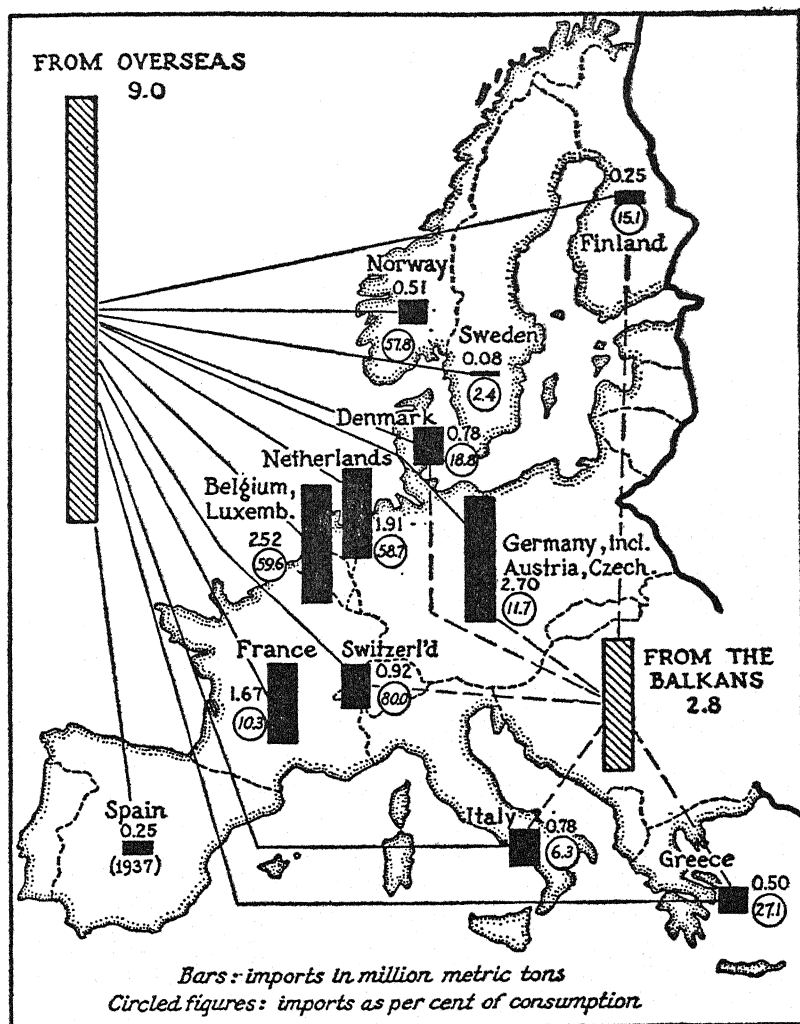 FROM OVERSEAS
9.0
0.25
15.1
Finland
Norway
0.51
57.8
Sweden
0.08
2.4
Denmark
0.78
18.8
Netherlands
1.91
58.7
Belgium,
Luxemb.
2.52
59.6
Germany, incl.
Austria, Czech.
2.70
11.7
France
1.67
10.3
Switzerl'd
0.92
80.0
FROM THE
BALKANS
2.8
Spain
0.25
(1937)
Italy
0.78
6.3
Greece
0.50
27.1
Bars: imports in million metric tons
Circled figures: imports as per cent of consumption